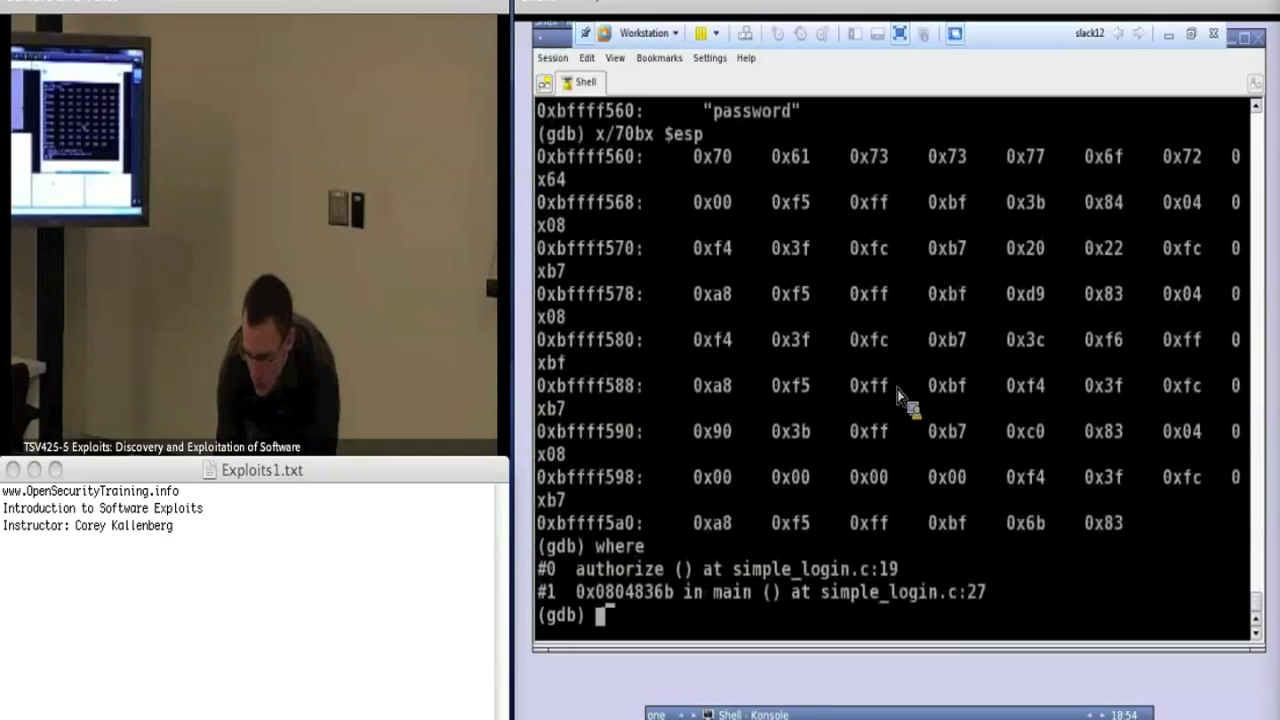 Workstation
slack12
Session Edit View Bookmarks Settings Help
Shell
0xbffff560: "password"
(gdb) x/70bx $esp
0xbffff560: 0x70 0x61 0x73 0x73 0x77 0x6f 0x72 0
x64
0xbffff568: 0x00 0xf5 0xff 0xbf 0x3b 0x84 0x04 0
x08
0xbffff570: 0xf4 0x3f 0xfc 0xb7 0x20 0x22 0xfc 0
xb7
0xbffff578: 0xa8 0xf5 0xff 0xbf 0xd9 0x83 0x04 0
x08
0xbffff580: 0xf4 0x3f 0xfc 0xb7 0x3c 0xf6 0xff 0
xbf
0xbffff588: 0xa8 0xf5 0xff 0xbf 0xf4 0x3f 0xfc 0
xb7
0xbffff590: 0x90 0x3b 0xff 0xb7 0xc0 0x83 0x04 0
x08
0xbffff598: 0x00 0x00 0x00 0x00 0xf4 0x3f 0xfc 0
xb7
0xbffff5a0: 0xa8 0xf5 0xff 0xbf 0x6b 0x83
(gdb) where
#0 authorize () at simple_login.c:19
#1 0x0804836b in main () at simple_login.c:27
(gdb)
TSV425-5 Exploits: Discovery and Exploitation of Software
Exploits1.txt
www.OpenSecurityTraining.info
Introduction to Software Exploits
Instructor: Corey Kallenberg
one
Shell - Konsole
18:54